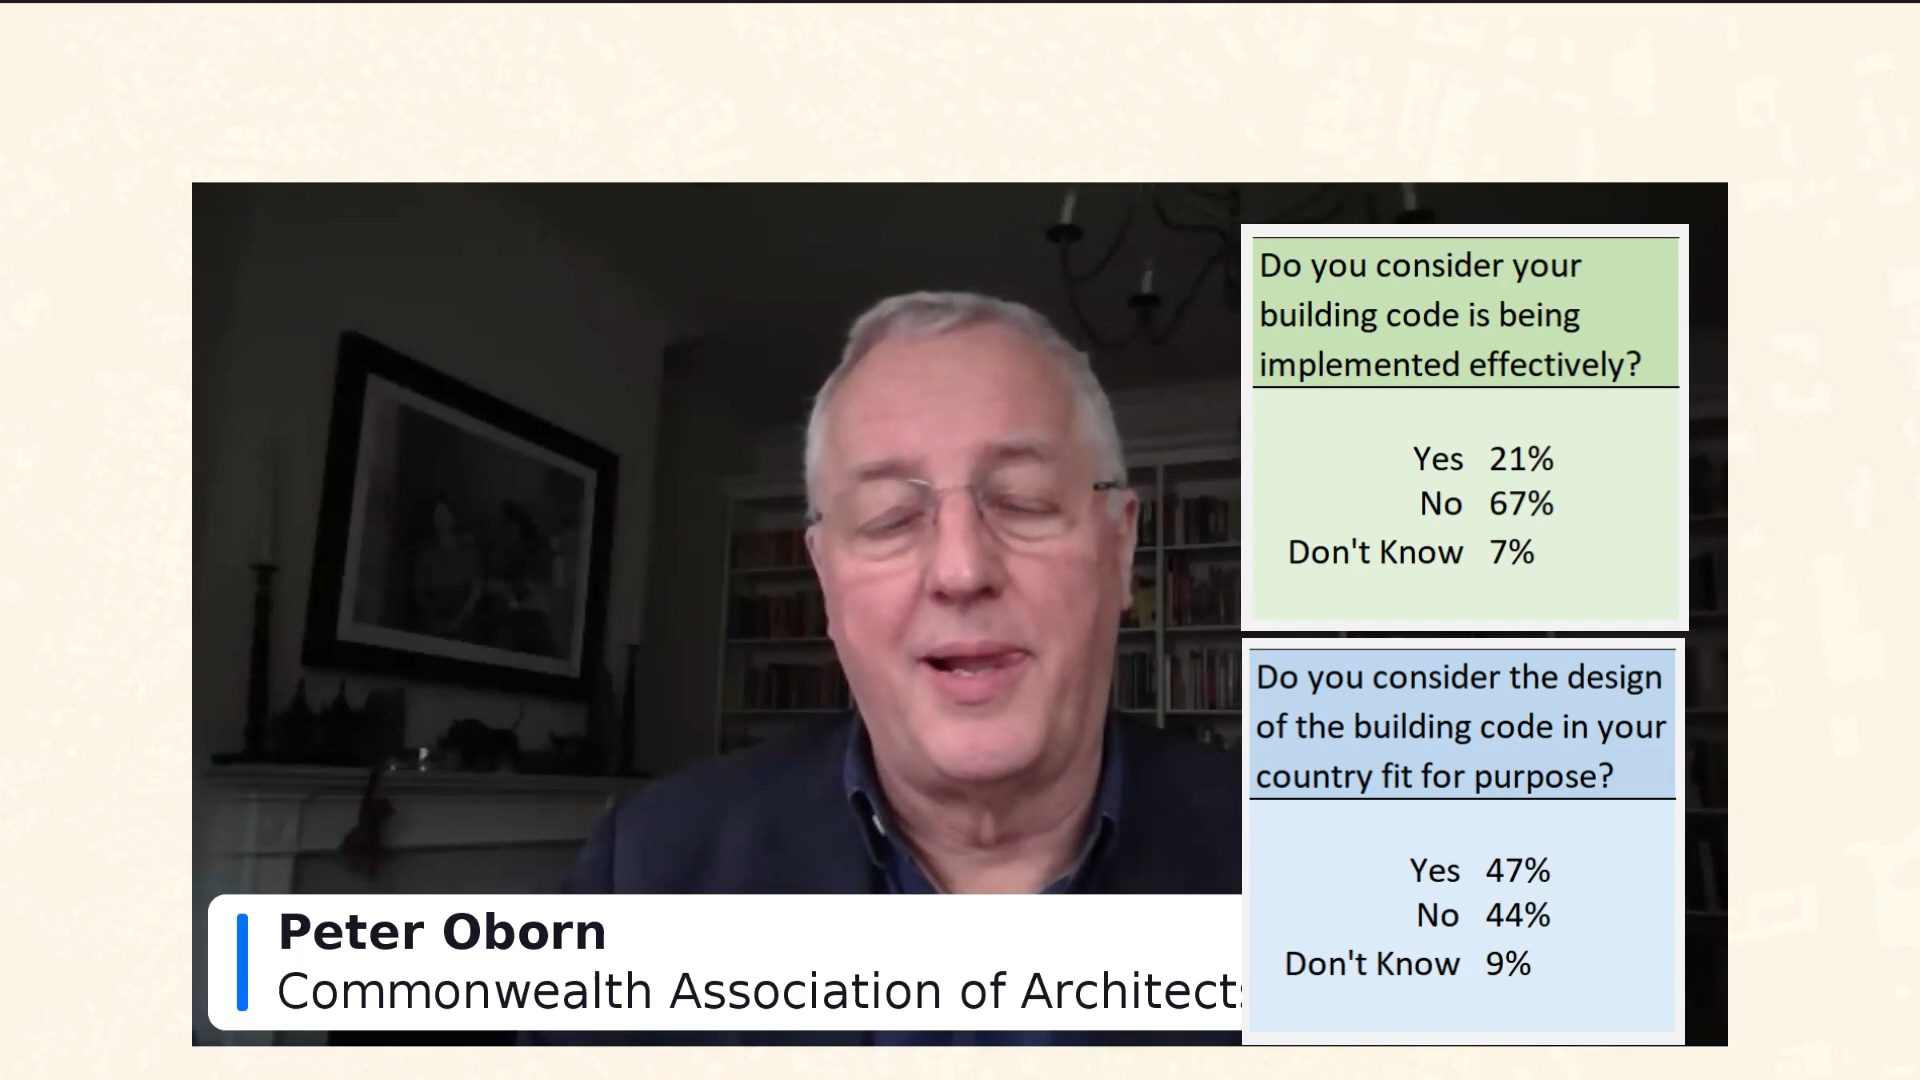 Do you consider your
building code is being
implemented effectively?
Yes 21%
No 67%
Don't Know 7%
Do you consider the design
of the building code in your
country fit for purpose?
Yes 47%
No 44%
Don't Know 9%
Peter Oborn
Commonwealth Association of Architects